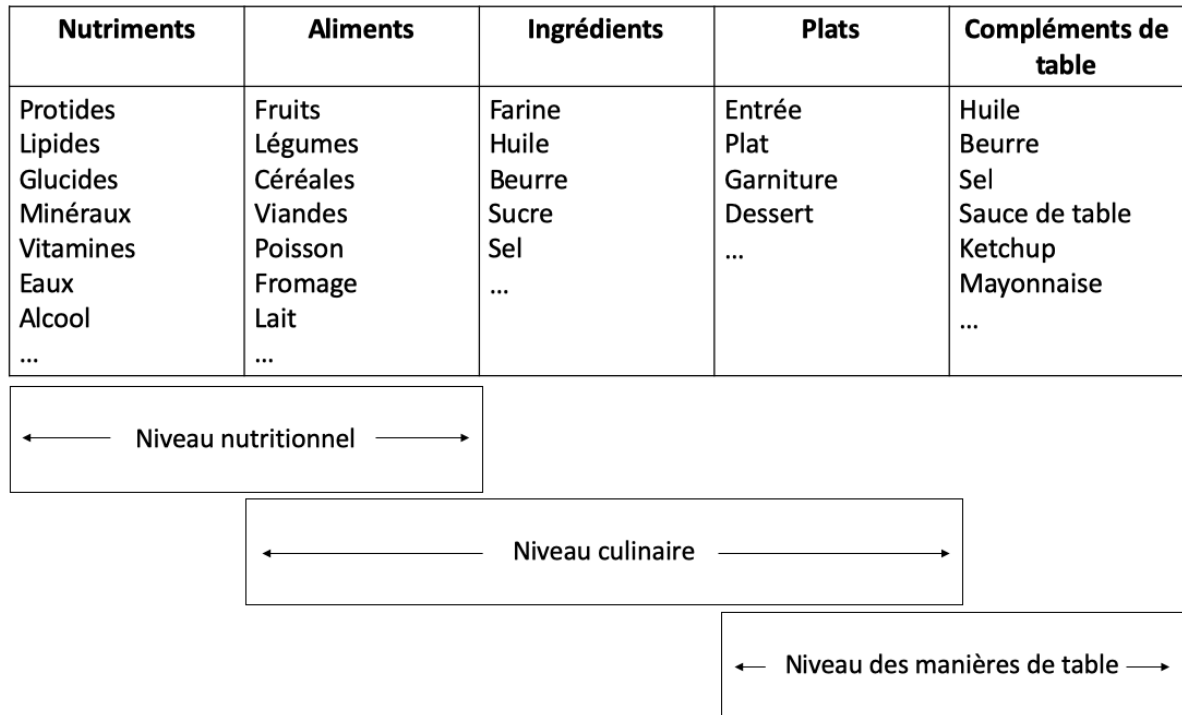 Nutriments Aliments Ingrédients Plats Compléments de
table
Protides Fruits Farine Entrée Huile
Lipides Légumes Huile Plat Beurre
Glucides Céréales Beurre Garniture Sel
Minéraux Viandes Sucre Dessert Sauce de table
Vitamines Poisson Sel ... Ketchup
Eaux Fromage ... Mayonnaise
Alcool Lait ...
... ...
Niveau nutritionnel
Niveau culinaire
Niveau des manières de table